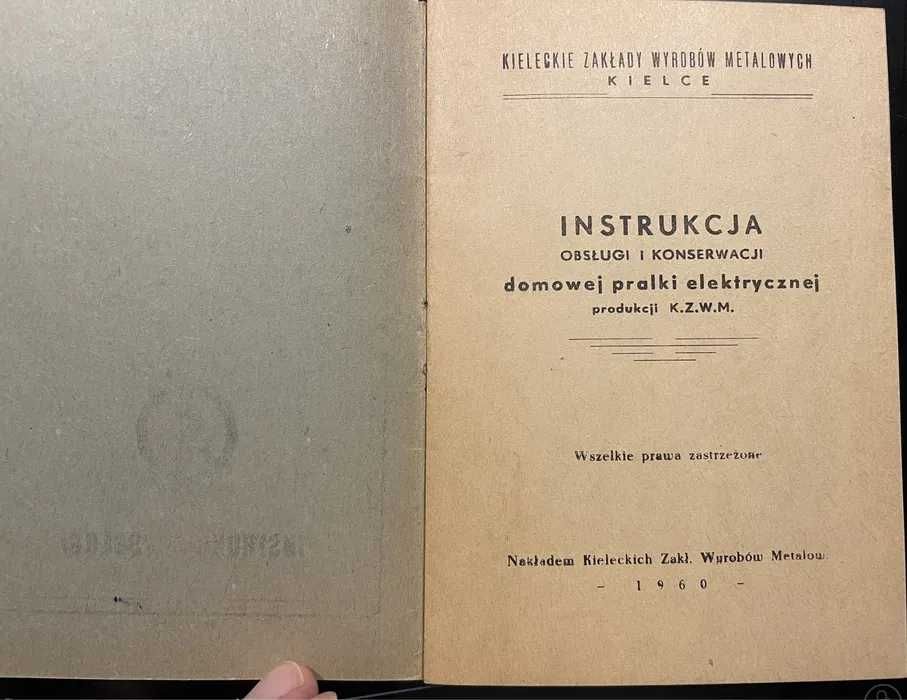 KIELECKIE ZAKŁADY WYROBÓW METALOWYCH
KIELCE
INSTRUKCJA
OBSŁUGI I KONSERWACJI
domowej pralki elektrycznej
produkcji K.Z.W.M.
Wszelkie prawa zastrzeżone
Nakładem Kieleckich Zakł. Wyrobów Metalow.
- 1960 -